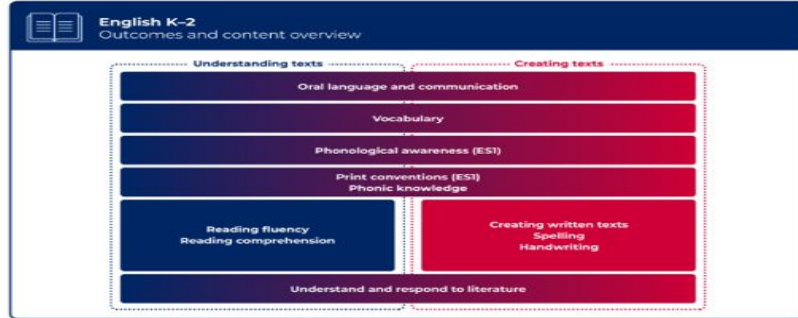 English K–2
Outcomes and content overview
Understanding texts
Creating texts
Oral language and communication
Vocabulary
Phonological awareness (ES1)
Print conventions (ES1)
Phonic knowledge
Reading fluency
Reading comprehension
Creating written texts
Spelling
Handwriting
Understand and respond to literature